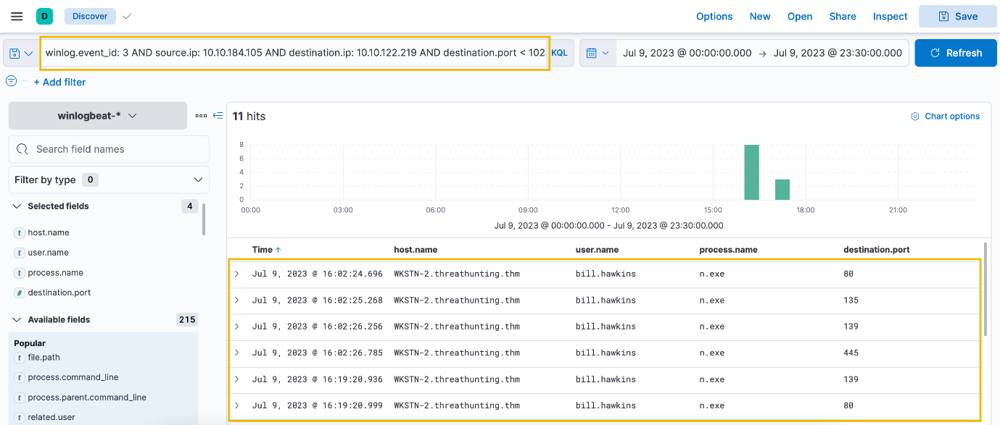 D Discover Options New Open Share Inspect Save
winlog.event_id: 3 AND source.ip: 10.10.184.105 AND destination.ip: 10.10.122.219 AND destination.port < 102 KQL Jul 9, 2023 @ 00:00:00.000 → Jul 9, 2023 @ 23:30:00.000 Refresh
+ Add filter
winlogbeat-*
11 hits
Chart options
Search field names
Filter by type 0
Selected fields 4
t host.name
t user.name
t process.name
# destination.port
Available fields 215
Popular
t file.path
t process.command_line
t process.parent.command_line
t related.user
8
6
4
2
0
00:00 03:00 06:00 09:00 12:00 15:00 18:00 21:00
Jul 9, 2023 @ 00:00:00.000 - Jul 9, 2023 @ 23:30:00.000
Time ↑ host.name user.name process.name destination.port
Jul 9, 2023 @ 16:02:24.696 WKSTN-2.threathunting.thm bill.hawkins n.exe 80
Jul 9, 2023 @ 16:02:25.268 WKSTN-2.threathunting.thm bill.hawkins n.exe 135
Jul 9, 2023 @ 16:02:26.256 WKSTN-2.threathunting.thm bill.hawkins n.exe 139
Jul 9, 2023 @ 16:02:26.785 WKSTN-2.threathunting.thm bill.hawkins n.exe 445
Jul 9, 2023 @ 16:19:20.936 WKSTN-2.threathunting.thm bill.hawkins n.exe 139
Jul 9, 2023 @ 16:19:20.999 WKSTN-2.threathunting.thm bill.hawkins n.exe 80